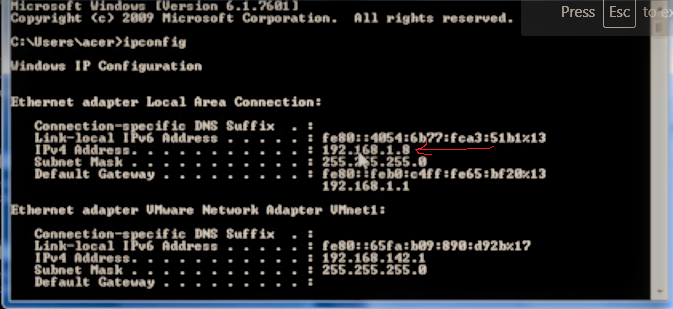 Press Esc to ex
Microsoft Windows [Version 6.1.7601]
Copyright (c) 2009 Microsoft Corporation. All rights reserved.
C:\Users\acer>ipconfig
Windows IP Configuration
Ethernet adapter Local Area Connection:
Connection-specific DNS Suffix . :
Link-local IPv6 Address . . . . . : fe80::4054:6b77:fca3:51b1%13
IPv4 Address. . . . . . . . . . . : 192.168.1.8
Subnet Mask . . . . . . . . . . . : 255.255.255.0
Default Gateway . . . . . . . . . : fe80::feb0:c4ff:fe65:bf20%13
192.168.1.1
Ethernet adapter VMware Network Adapter VMnet1:
Connection-specific DNS Suffix . :
Link-local IPv6 Address . . . . . : fe80::65fa:b09:890:d92b%17
IPv4 Address. . . . . . . . . . . : 192.168.142.1
Subnet Mask . . . . . . . . . . . : 255.255.255.0
Default Gateway . . . . . . . . . :